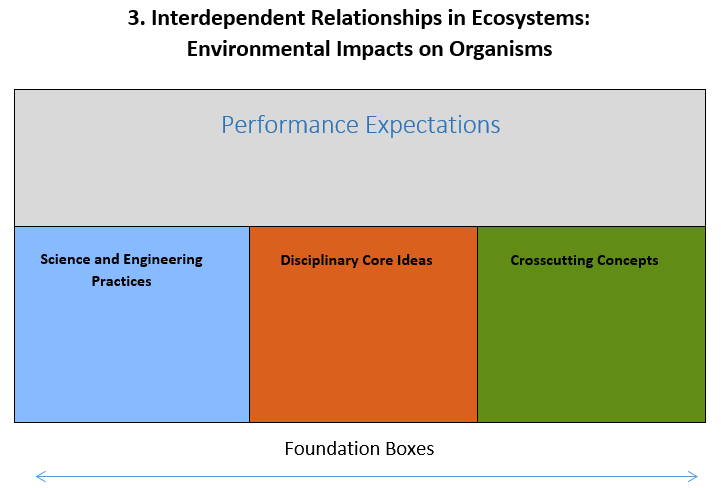 3. Interdependent Relationships in Ecosystems:
Environmental Impacts on Organisms
Performance Expectations
Science and Engineering
Practices
Disciplinary Core Ideas
Crosscutting Concepts
Foundation Boxes